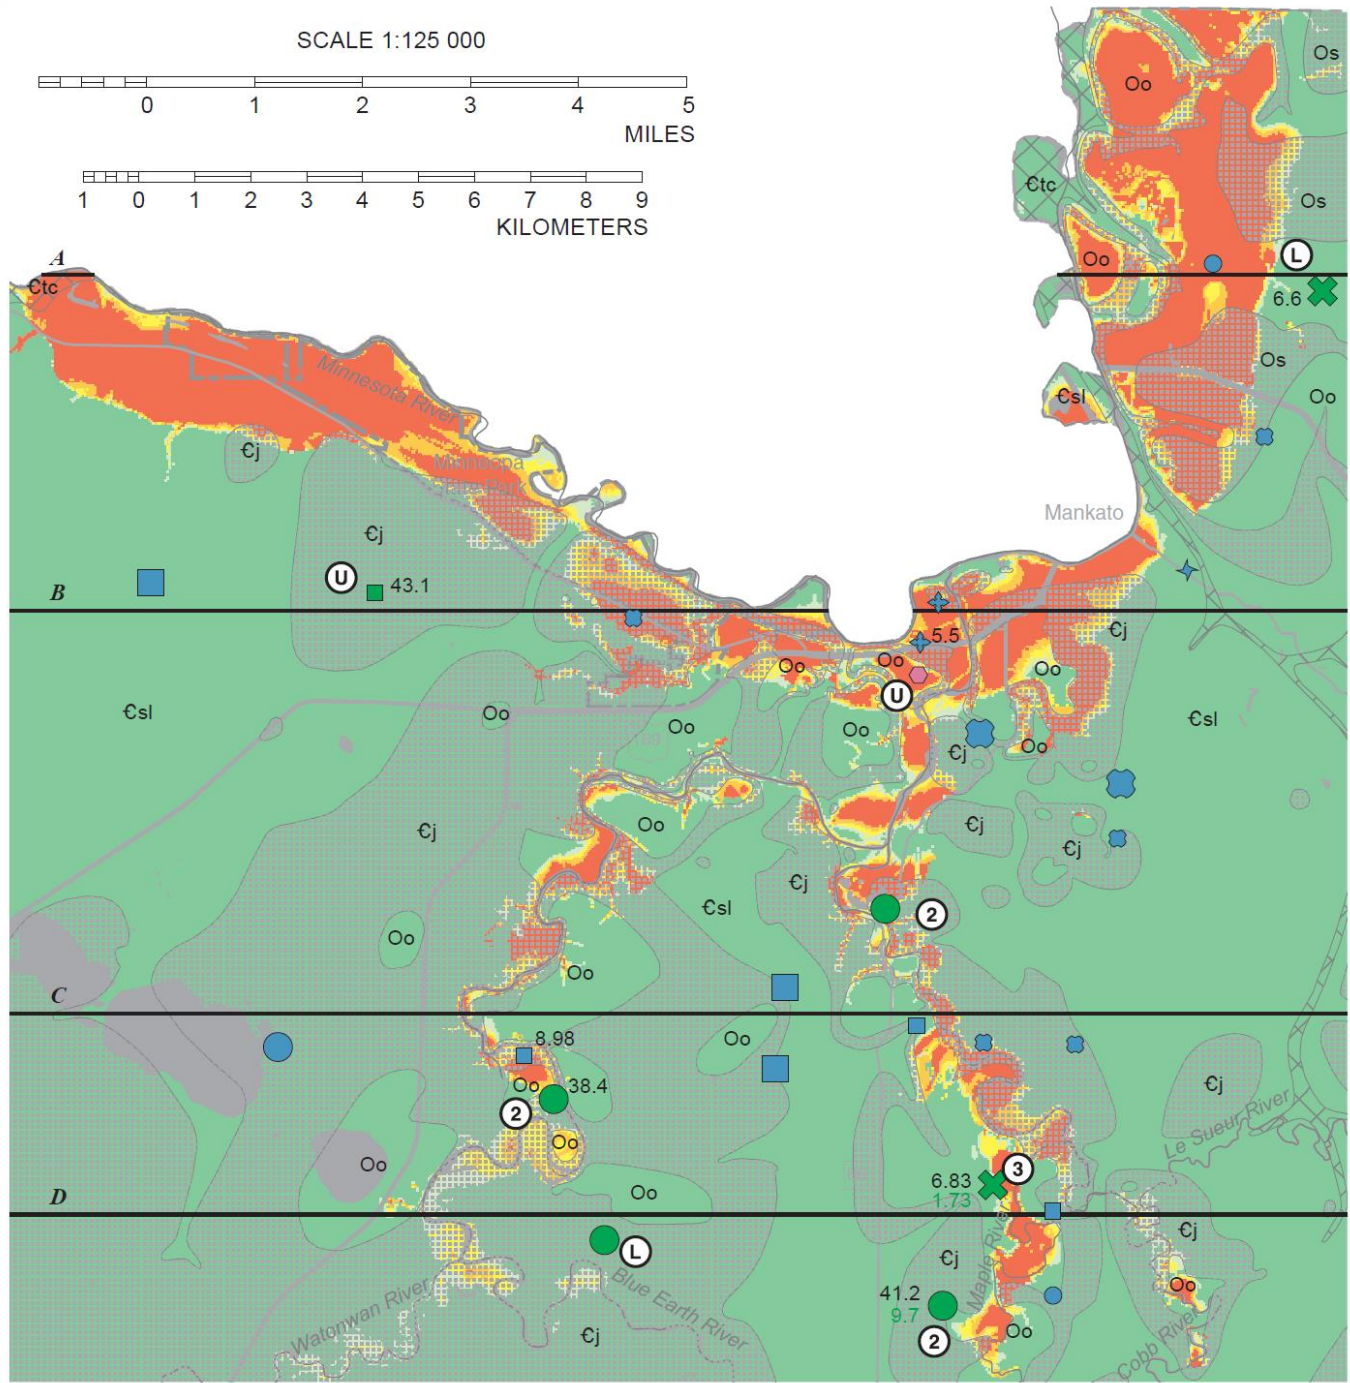 SCALE 1:125 000
0 1 2 3 4 5
MILES
1 0 1 2 3 4 5 6 7 8 9
KILOMETERS
Os
Oo
Ꞓtc
Os
A
Oo
L
Ꞓtc
6.6
Minnesota River
Os
Ꞓsl
Oo
Ꞓj
Minneopa
State Park
Mankato
Ꞓj
U
43.1
B
5.5
Ꞓj
Oo
Oo
Oo
U
Ꞓsl
Oo
Oo
Oo
Ꞓsl
Ꞓj
Oo
Ꞓj
Oo
Ꞓj
Ꞓj
Ꞓj
Ꞓsl
2
Oo
Oo
C
8.98
Oo
Oo
38.4
Ꞓj
2
Oo
Le Sueur River
Oo
3
6.83
1.73
D
Oo
Maple River
Ꞓj
L
Ꞓj
Blue Earth River
Watonwan River
41.2
9.7
Oo
Ꞓj
2
Oo
Cobb River